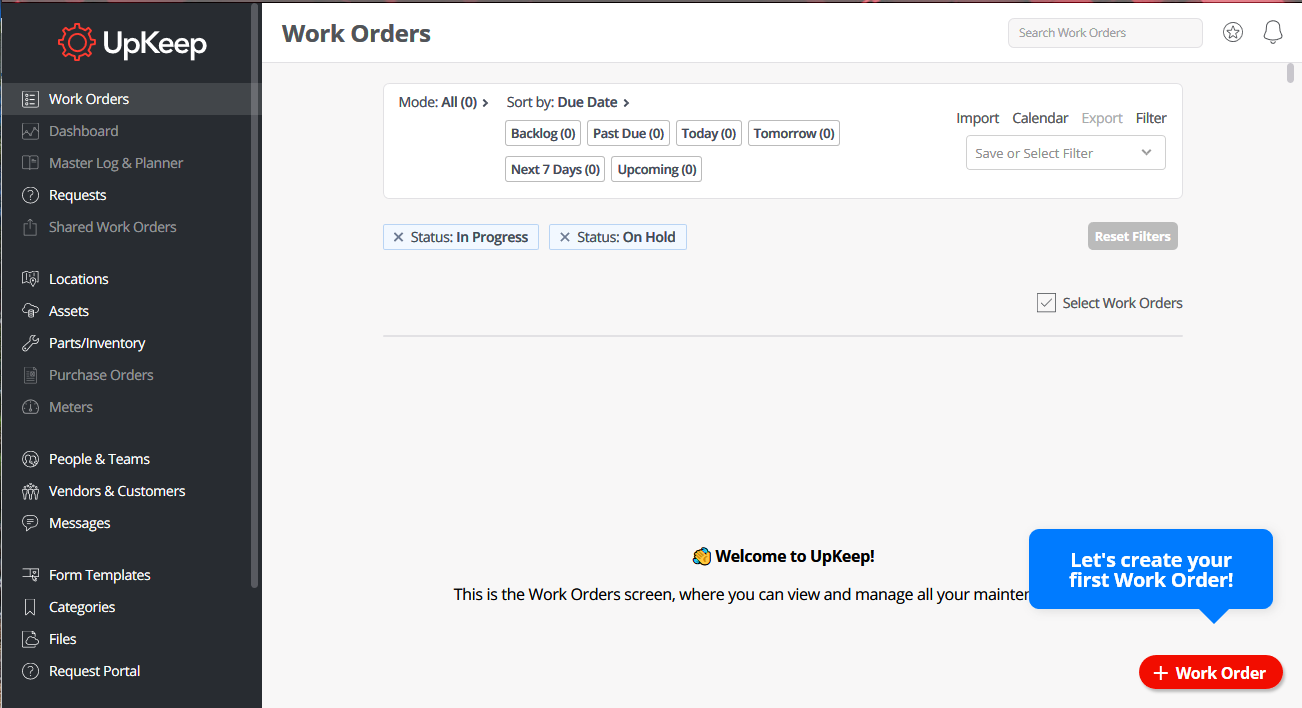 UpKeep
Work Orders
Dashboard
Master Log & Planner
Requests
Shared Work Orders
Locations
Assets
Parts/Inventory
Purchase Orders
Meters
People & Teams
Vendors & Customers
Messages
Form Templates
Categories
Files
Request Portal
Work Orders
Search Work Orders
Mode: All (0) Sort by: Due Date
Backlog (0) Past Due (0) Today (0) Tomorrow (0)
Next 7 Days (0) Upcoming (0)
Import Calendar Export Filter
Save or Select Filter
Status: In Progress Status: On Hold
Reset Filters
Select Work Orders
Welcome to UpKeep!
This is the Work Orders screen, where you can view and manage all your
Let's create your
first Work Order!
+ Work Order